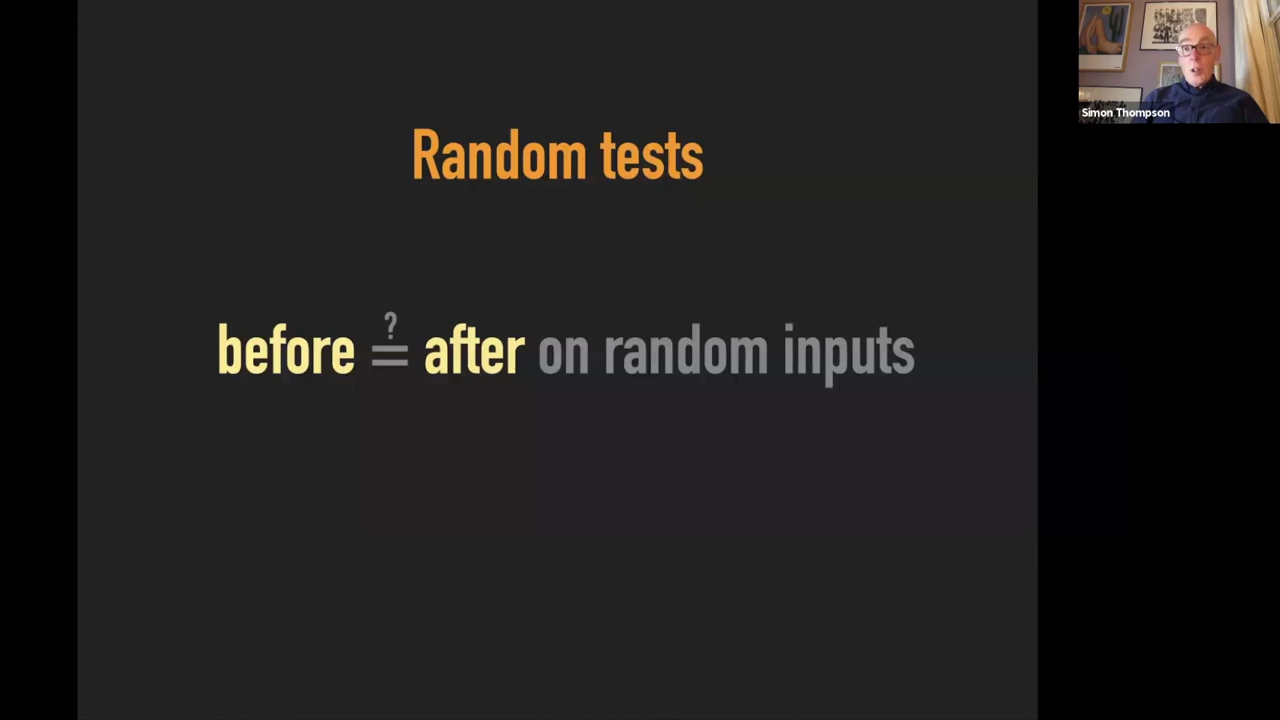 Random tests
before ≟ after on random inputs
Simon Thompson